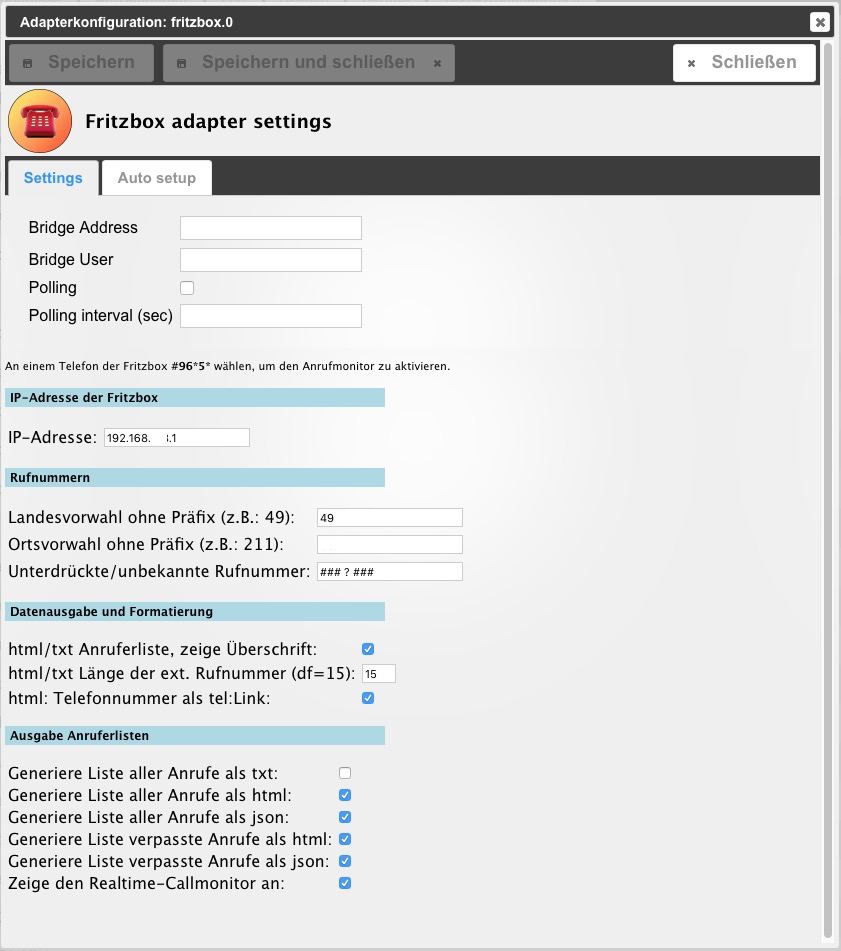 Adapterkonfiguration: fritzbox.0
Speichern Speichern und schließen Schließen
Fritzbox adapter settings
Settings Auto setup
Bridge Address
Bridge User
Polling
Polling interval (sec)
An einem Telefon der Fritzbox #96*5* wählen, um den Anrufmonitor zu aktivieren.
IP-Adresse der Fritzbox
IP-Adresse: 192.168. .1
Rufnummern
Landesvorwahl ohne Präfix (z.B.: 49): 49
Ortsvorwahl ohne Präfix (z.B.: 211):
Unterdrückte/unbekannte Rufnummer: ### ? ###
Datenausgabe und Formatierung
html/txt Anruferliste, zeige Überschrift:
html/txt Länge der ext. Rufnummer (df=15): 15
html: Telefonnummer als tel:Link:
Ausgabe Anruferlisten
Generiere Liste aller Anrufe als txt:
Generiere Liste aller Anrufe als html:
Generiere Liste aller Anrufe als json:
Generiere Liste verpasste Anrufe als html:
Generiere Liste verpasste Anrufe als json:
Zeige den Realtime-Callmonitor an: